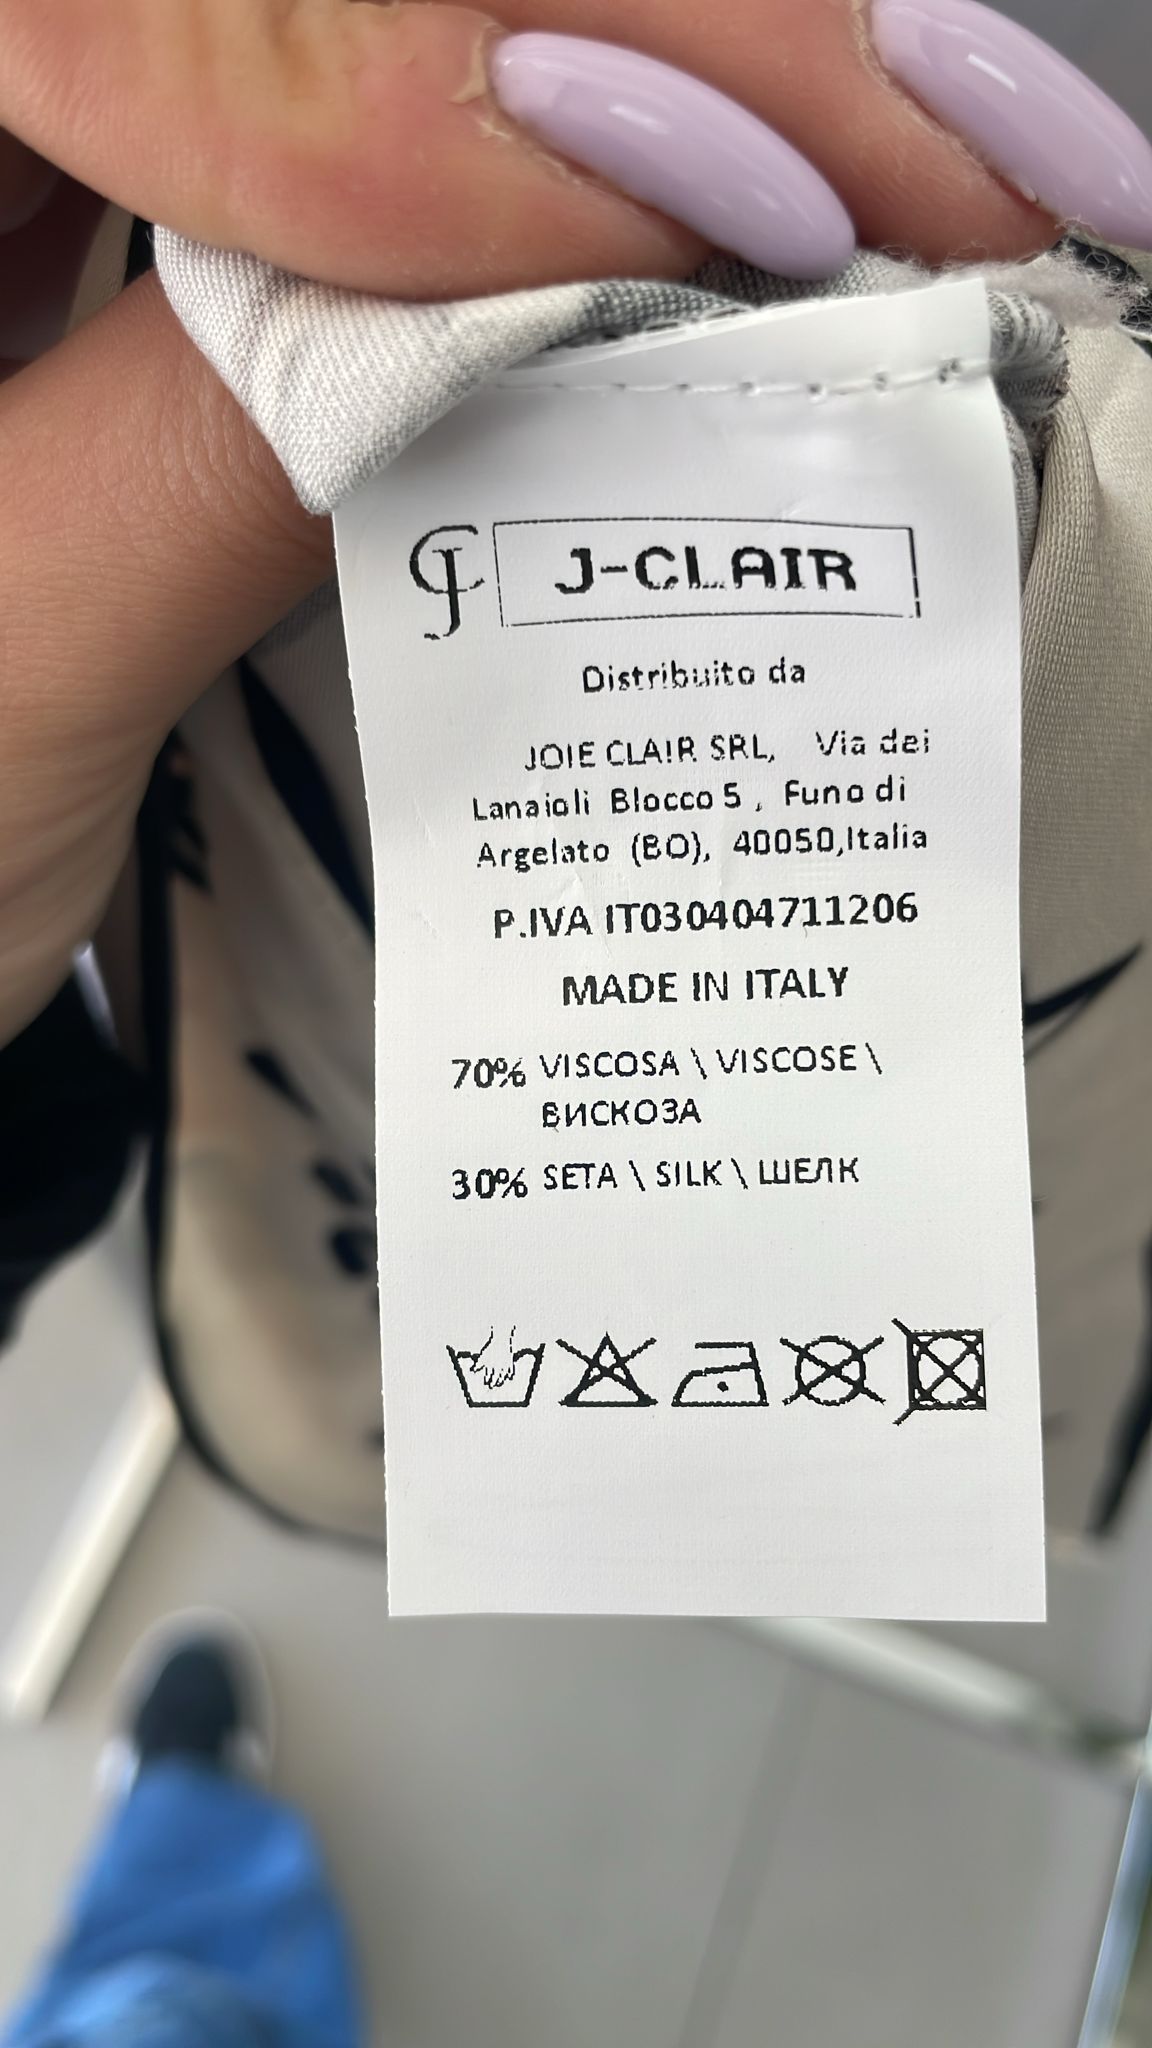 CJ J-CLAIR
Distribuito da
JOIE CLAIR SRL, Via dei
Lanaioli Blocco 5 , Funo di
Argelato (BO), 40050,Italia
P.IVA IT030404711206
MADE IN ITALY
70% VISCOSA \ VISCOSE \
ВИСКОЗА
30% SETA \ SILK \ ШЕЛК